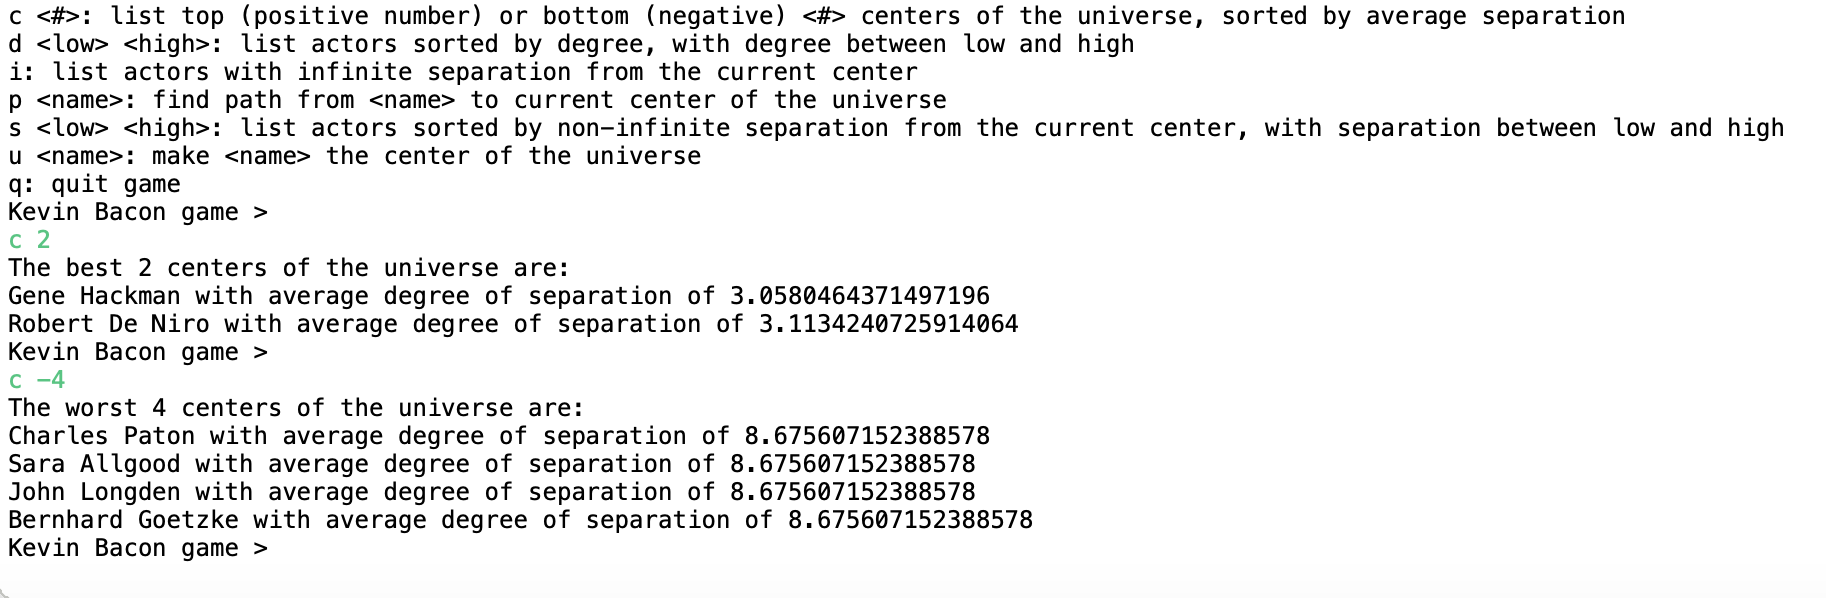 c <#>: list top (positive number) or bottom (negative) <#> centers of the universe, sorted by average separation
d <low> <high>: list actors sorted by degree, with degree between low and high
i: list actors with infinite separation from the current center
p <name>: find path from <name> to current center of the universe
s <low> <high>: list actors sorted by non-infinite separation from the current center, with separation between low and high
u <name>: make <name> the center of the universe
q: quit game
Kevin Bacon game >
c 2
The best 2 centers of the universe are:
Gene Hackman with average degree of separation of 3.0580464371497196
Robert De Niro with average degree of separation of 3.1134240725914064
Kevin Bacon game >
c -4
The worst 4 centers of the universe are:
Charles Paton with average degree of separation of 8.675607152388578
Sara Allgood with average degree of separation of 8.675607152388578
John Longden with average degree of separation of 8.675607152388578
Bernhard Goetzke with average degree of separation of 8.675607152388578
Kevin Bacon game >